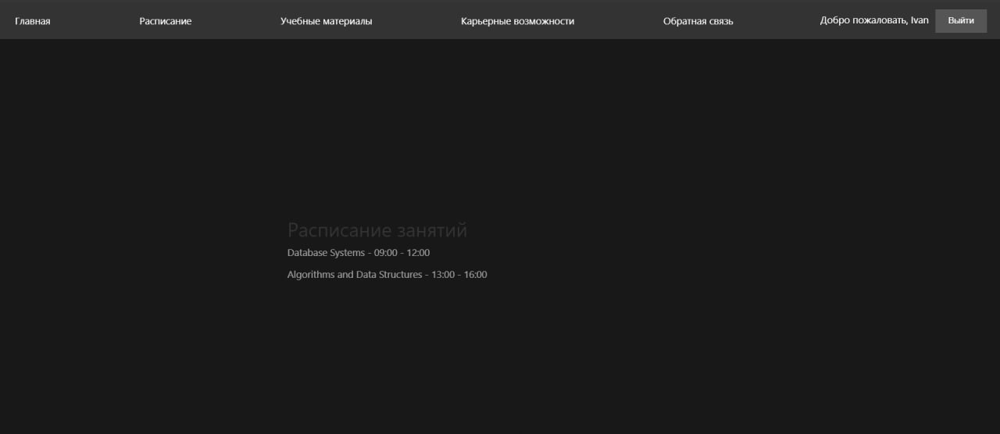 Главная
Расписание
Учебные материалы
Карьерные возможности
Обратная связь
Добро пожаловать, Ivan
Выйти
Расписание занятий
Database Systems - 09:00 - 12:00
Algorithms and Data Structures - 13:00 - 16:00